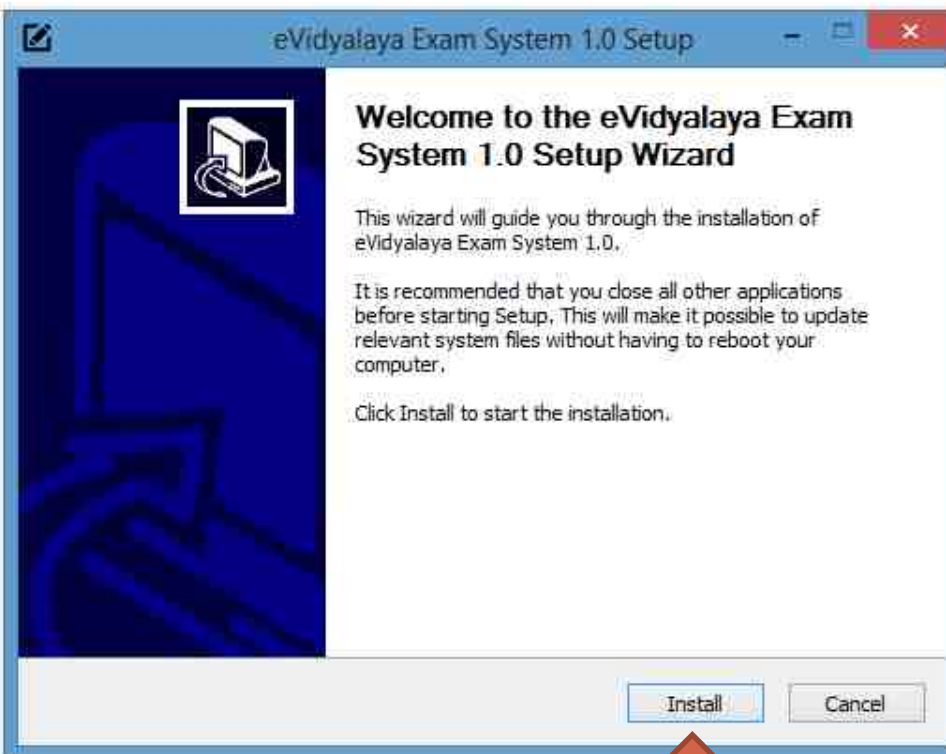 eVidyalaya Exam System 1.0 Setup
Welcome to the eVidyalaya Exam
System 1.0 Setup Wizard
This wizard will guide you through the installation of
eVidyalaya Exam System 1.0.
It is recommended that you close all other applications
before starting Setup. This will make it possible to update
relevant system files without having to reboot your
computer.
Click Install to start the installation.
Install Cancel